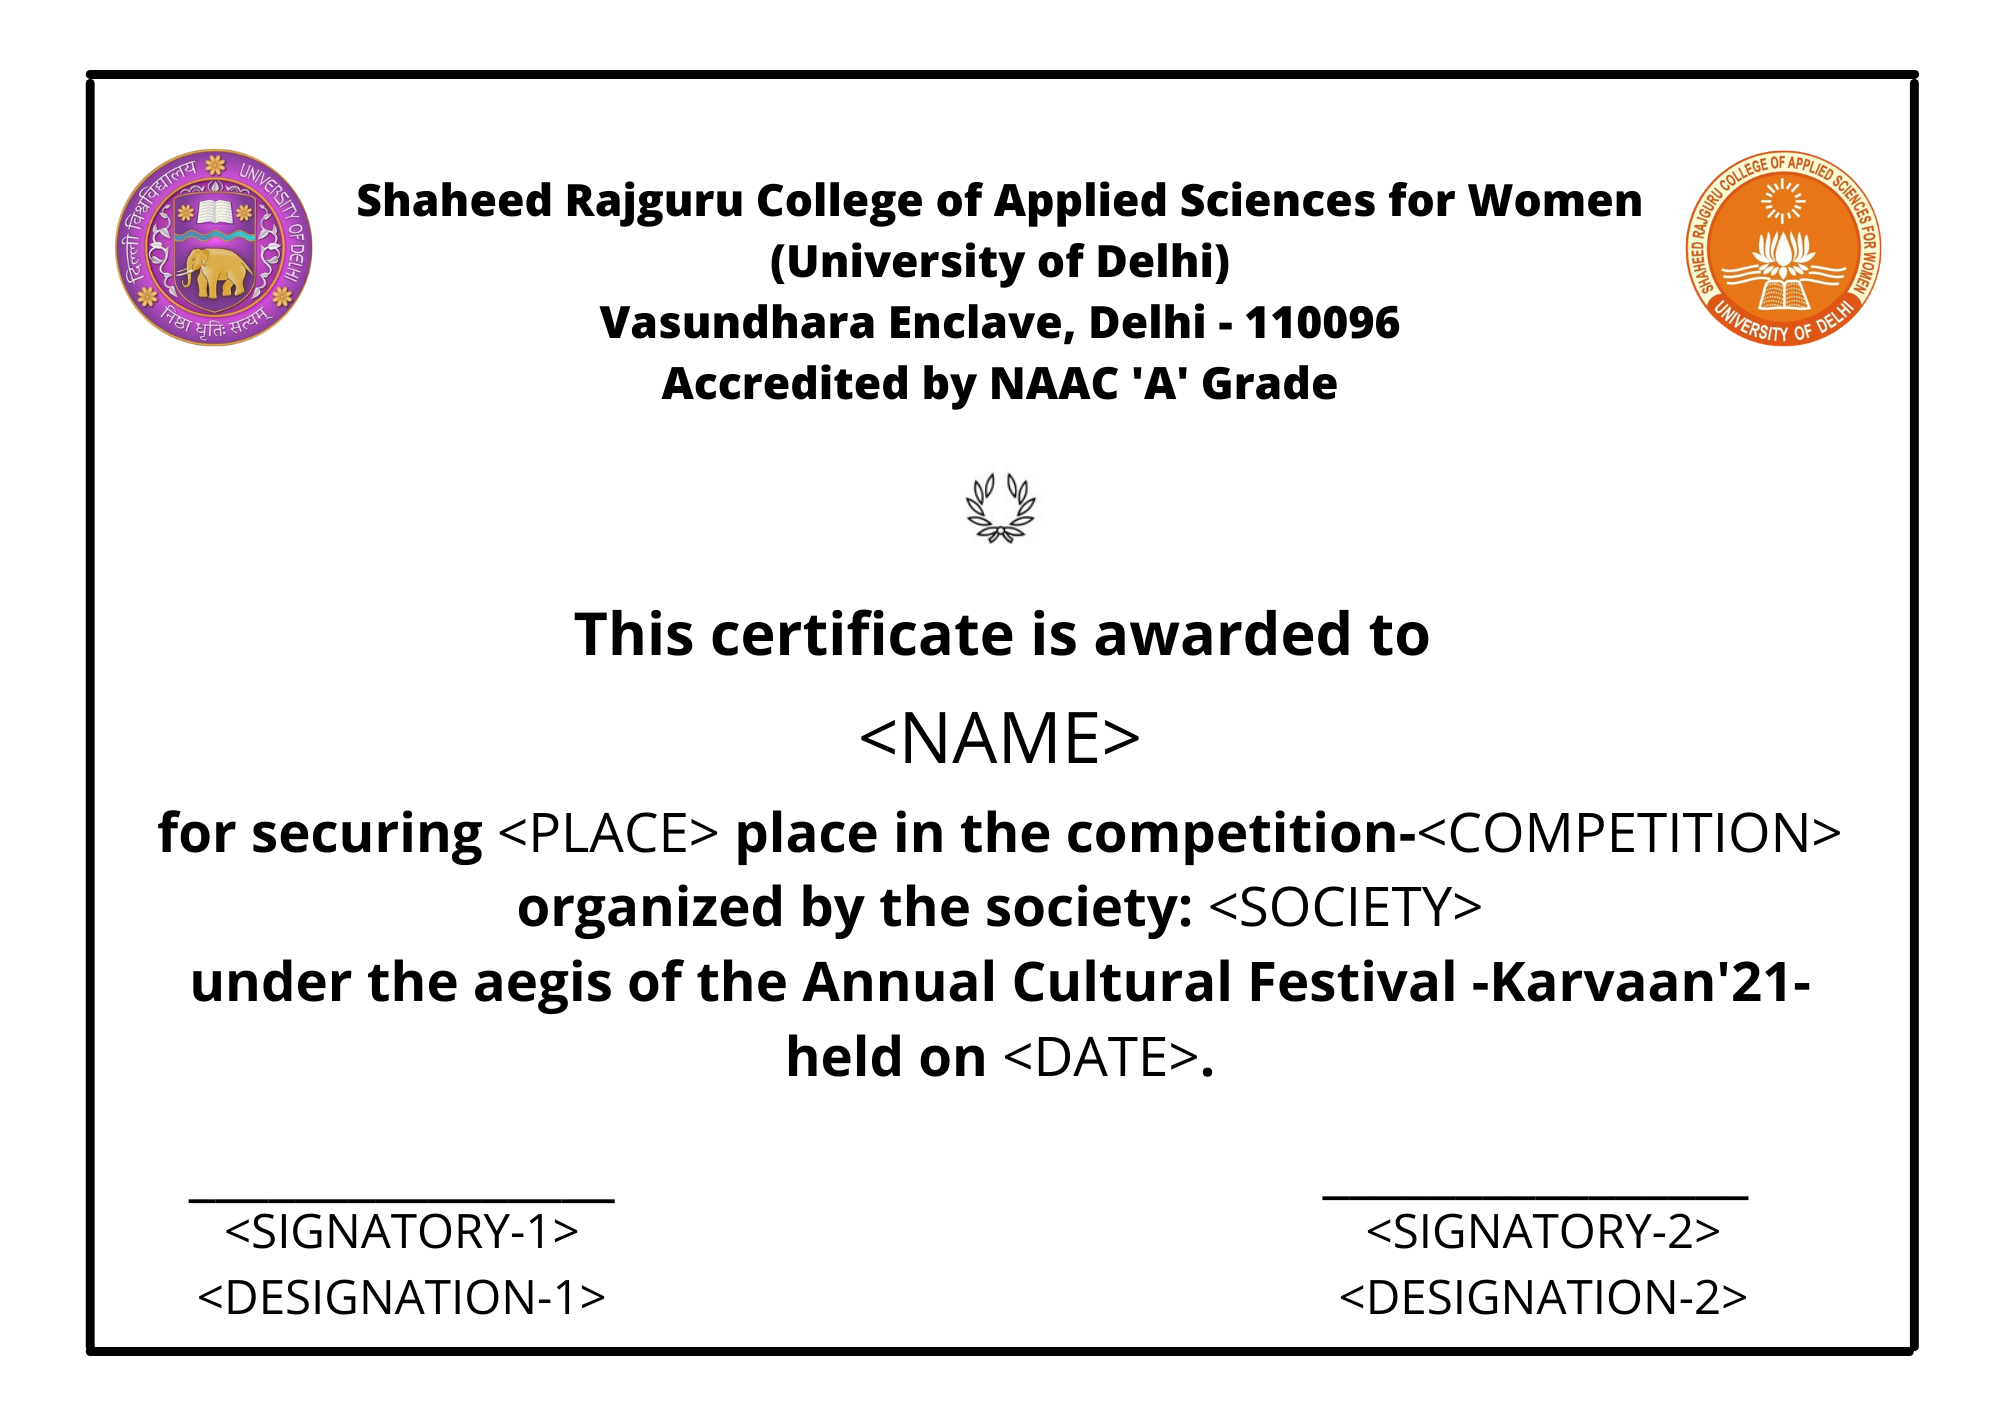 दिल्ली विश्वविद्यालय
UNIVERSITY OF DELHI
निष्ठा धृतिः सत्यम्
Shaheed Rajguru College of Applied Sciences for Women
(University of Delhi)
Vasundhara Enclave, Delhi - 110096
Accredited by NAAC 'A' Grade
SHAHEED RAJGURU COLLEGE OF APPLIED SCIENCES FOR WOMEN
UNIVERSITY OF DELHI
This certificate is awarded to
<NAME>
for securing <PLACE> place in the competition-<COMPETITION>
organized by the society: <SOCIETY>
under the aegis of the Annual Cultural Festival -Karvaan'21-
held on <DATE>.
<SIGNATORY-1>
<DESIGNATION-1>
<SIGNATORY-2>
<DESIGNATION-2>